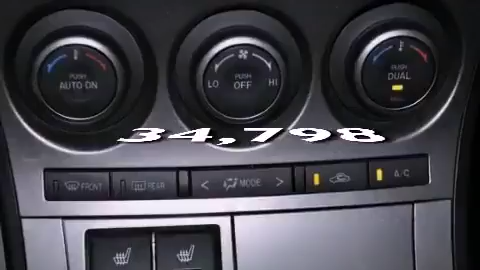 PUSH
AUTO ON
LO
PUSH
OFF
HI
PUSH
DUAL
34,798
FRONT
REAR
< MODE >
A/C